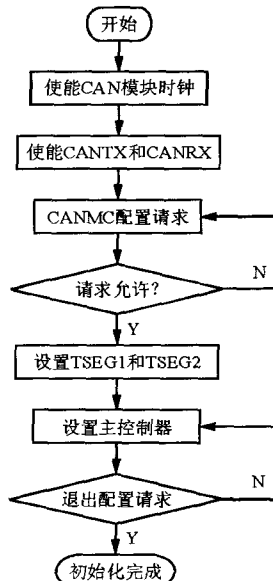 开始
使能CAN模块时钟
使能CANTX和CANRX
CANMC配置请求
请求允许?
N
Y
设置TSEG1和TSEG2
设置主控制器
退出配置请求
N
Y
初始化完成